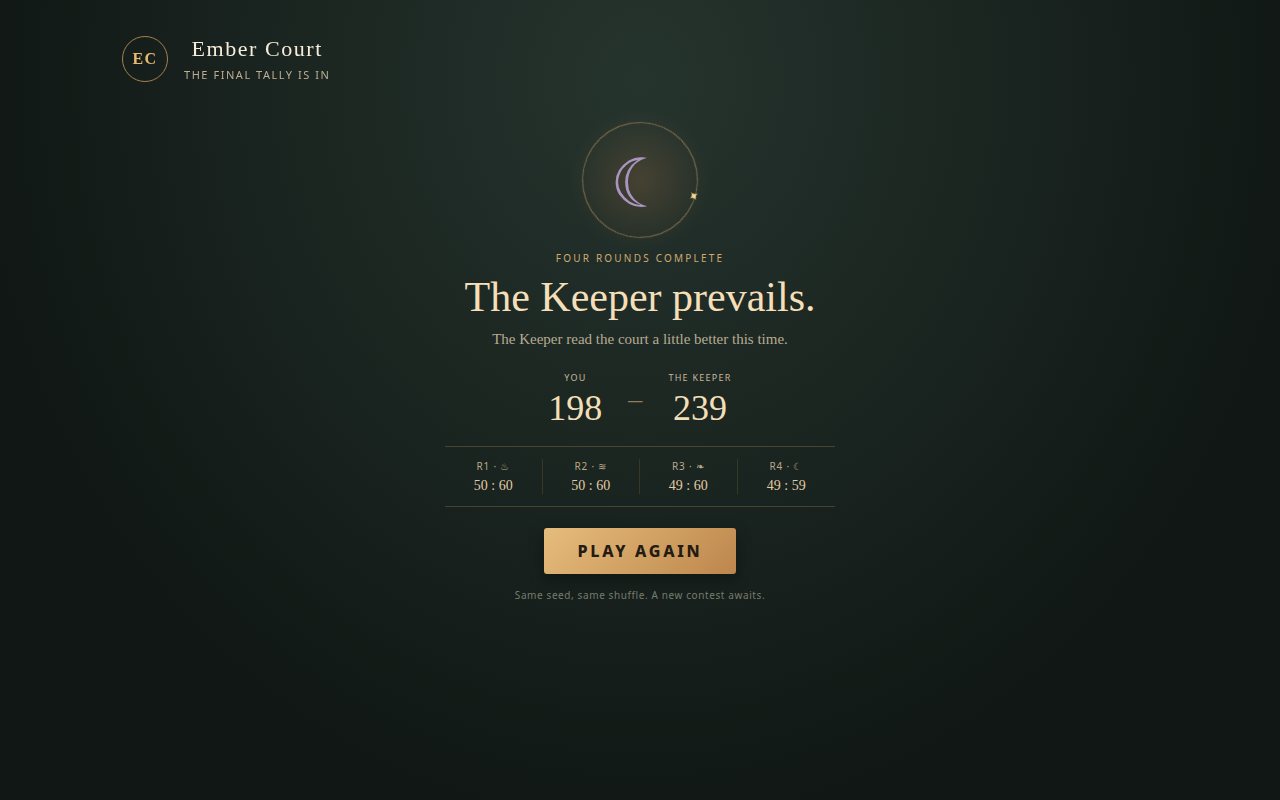 EC
Ember Court
THE FINAL TALLY IS IN
FOUR ROUNDS COMPLETE
The Keeper prevails.
The Keeper read the court a little better this time.
YOU
198
—
THE KEEPER
239
R1 · ♨
50 : 60
R2 · ≋
50 : 60
R3 · ❧
49 : 60
R4 · ☾
49 : 59
PLAY AGAIN
Same seed, same shuffle. A new contest awaits.